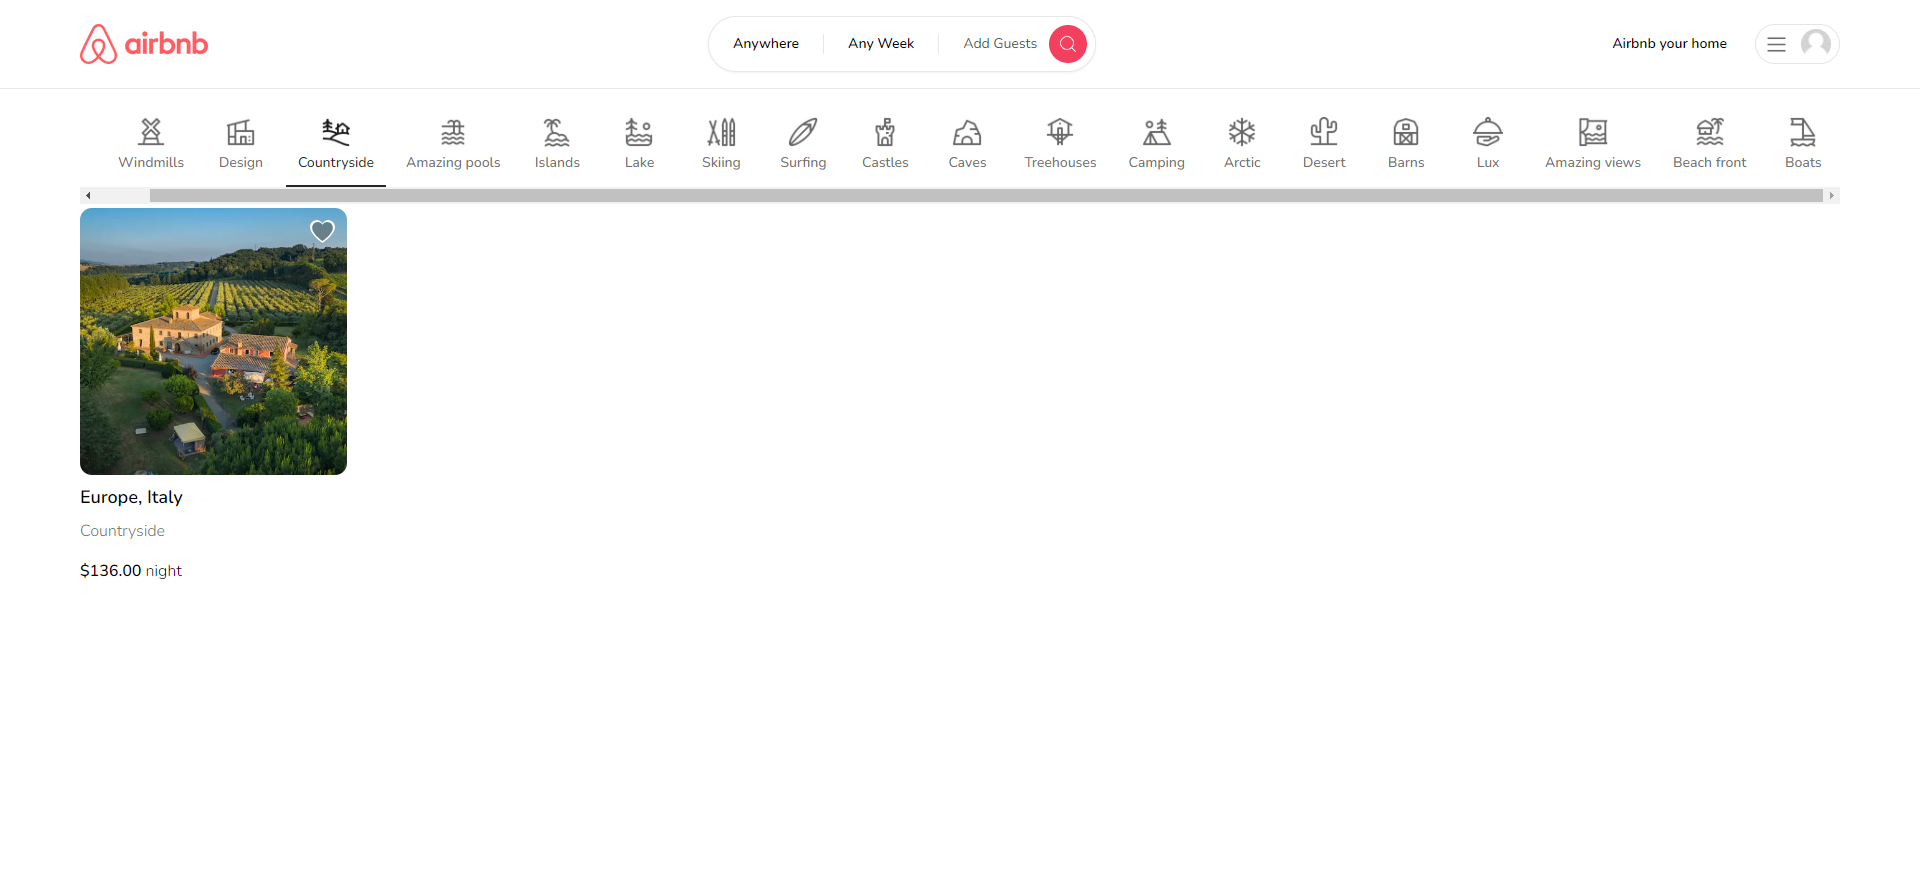 airbnb
Anywhere
Any Week
Add Guests
Airbnb your home
Windmills
Design
Countryside
Amazing pools
Islands
Lake
Skiing
Surfing
Castles
Caves
Treehouses
Camping
Arctic
Desert
Barns
Lux
Amazing views
Beach front
Boats
Europe, Italy
Countryside
$136.00 night